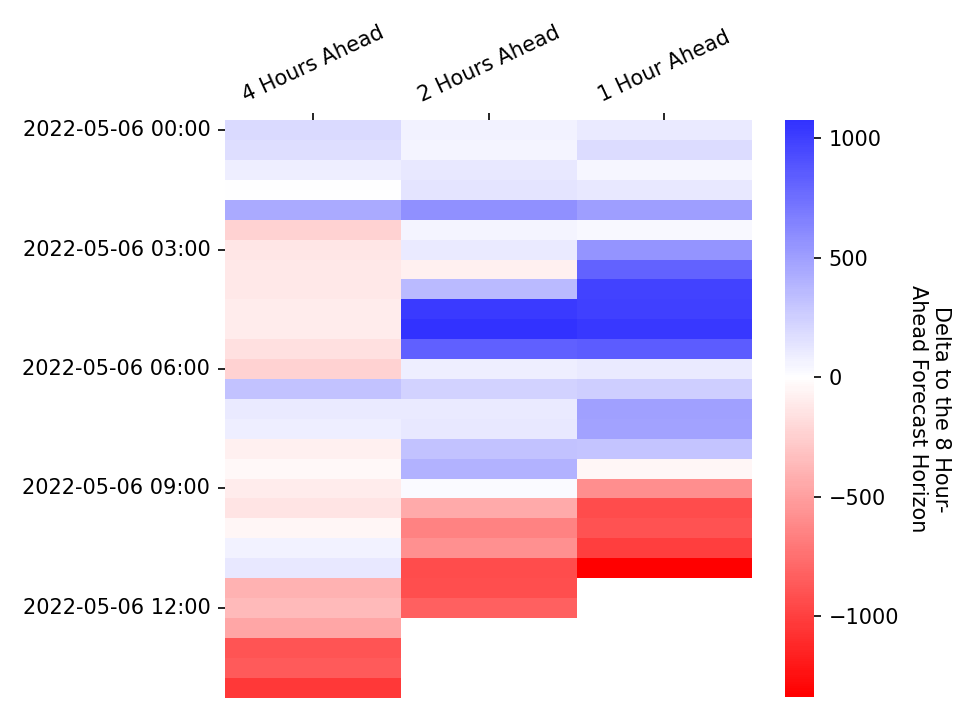 4 Hours Ahead
2 Hours Ahead
1 Hour Ahead
2022-05-06 00:00
2022-05-06 03:00
2022-05-06 06:00
2022-05-06 09:00
2022-05-06 12:00
1000
500
0
−500
−1000
Delta to the 8 Hour-
Ahead Forecast Horizon